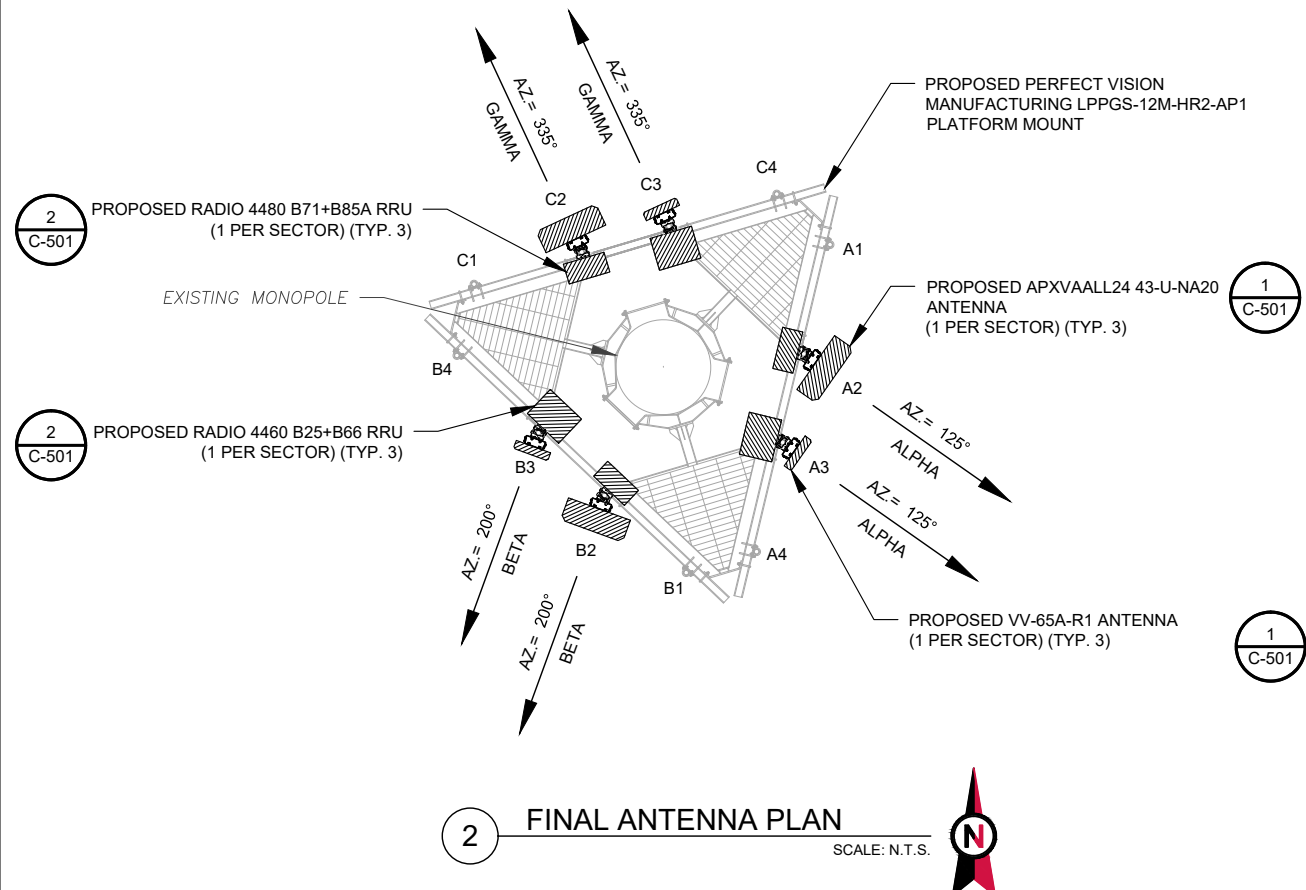 AZ.= 335°
GAMMA
AZ.= 335°
GAMMA
PROPOSED PERFECT VISION
MANUFACTURING LPPGS-12M-HR2-AP1
PLATFORM MOUNT
C4
C3
C2
2
C-501
PROPOSED RADIO 4480 B71+B85A RRU
(1 PER SECTOR) (TYP. 3)
C1
A1
EXISTING MONOPOLE
PROPOSED APXVAALL24 43-U-NA20
ANTENNA
(1 PER SECTOR) (TYP. 3)
1
C-501
B4
A2
2
C-501
PROPOSED RADIO 4460 B25+B66 RRU
(1 PER SECTOR) (TYP. 3)
AZ.= 125°
ALPHA
B3
A3
AZ.= 125°
ALPHA
AZ.= 200°
BETA
B2
A4
B1
AZ.= 200°
BETA
PROPOSED VV-65A-R1 ANTENNA
(1 PER SECTOR) (TYP. 3)
1
C-501
2
FINAL ANTENNA PLAN
SCALE: N.T.S.
N